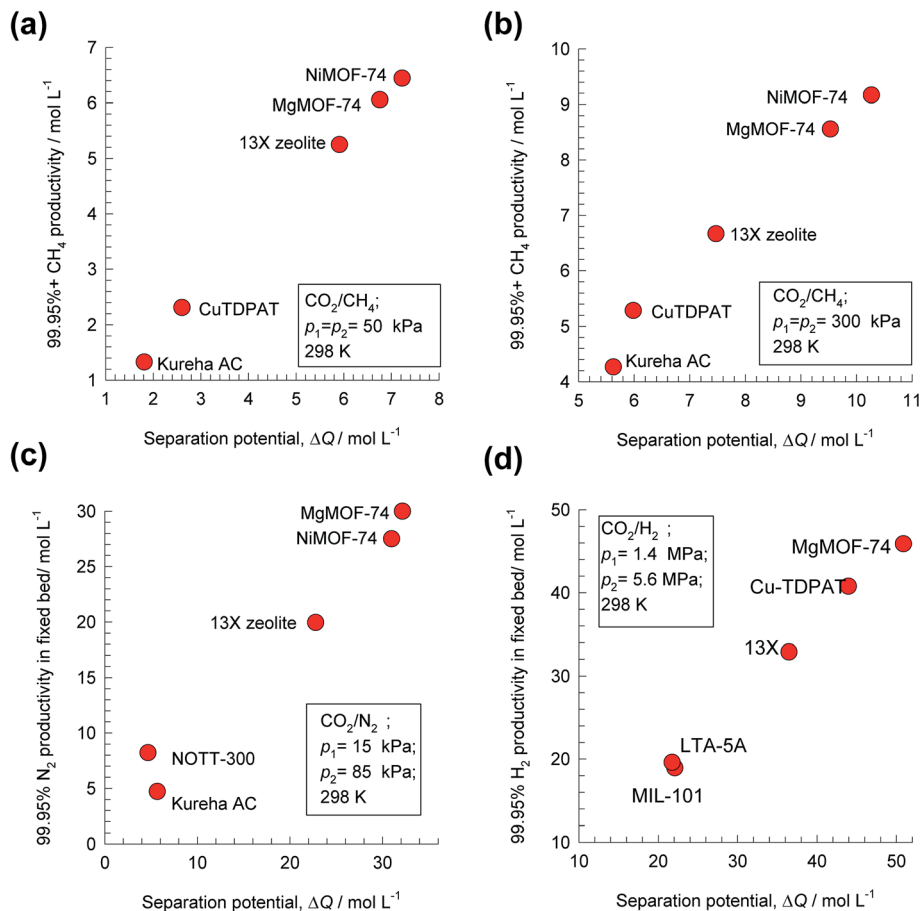 (a)
99.95%+ CH₄ productivity / mol L⁻¹
7
6
5
4
3
2
1
NiMOF-74
MgMOF-74
13X zeolite
CuTDPAT
Kureha AC
CO₂/CH₄;
p₁=p₂= 50 kPa
298 K
1 2 3 4 5 6 7 8
Separation potential, ΔQ / mol L⁻¹
(b)
99.95%+ CH₄ productivity / mol L⁻¹
10
9
8
7
6
5
4
NiMOF-74
MgMOF-74
13X zeolite
CuTDPAT
Kureha AC
CO₂/CH₄;
p₁=p₂= 300 kPa
298 K
5 6 7 8 9 10 11
Separation potential, ΔQ / mol L⁻¹
(c)
99.95% N₂ productivity in fixed bed/ mol L⁻¹
30
25
20
15
10
5
0
MgMOF-74
NiMOF-74
13X zeolite
NOTT-300
Kureha AC
CO₂/N₂ ;
p₁= 15 kPa;
p₂= 85 kPa;
298 K
0 10 20 30
Separation potential, ΔQ / mol L⁻¹
(d)
99.95% H₂ productivity in fixed bed/ mol L⁻¹
50
40
30
20
10
CO₂/H₂ ;
p₁= 1.4 MPa;
p₂= 5.6 MPa;
298 K
MgMOF-74
Cu-TDPAT
13X
LTA-5A
MIL-101
10 20 30 40 50
Separation potential, ΔQ / mol L⁻¹